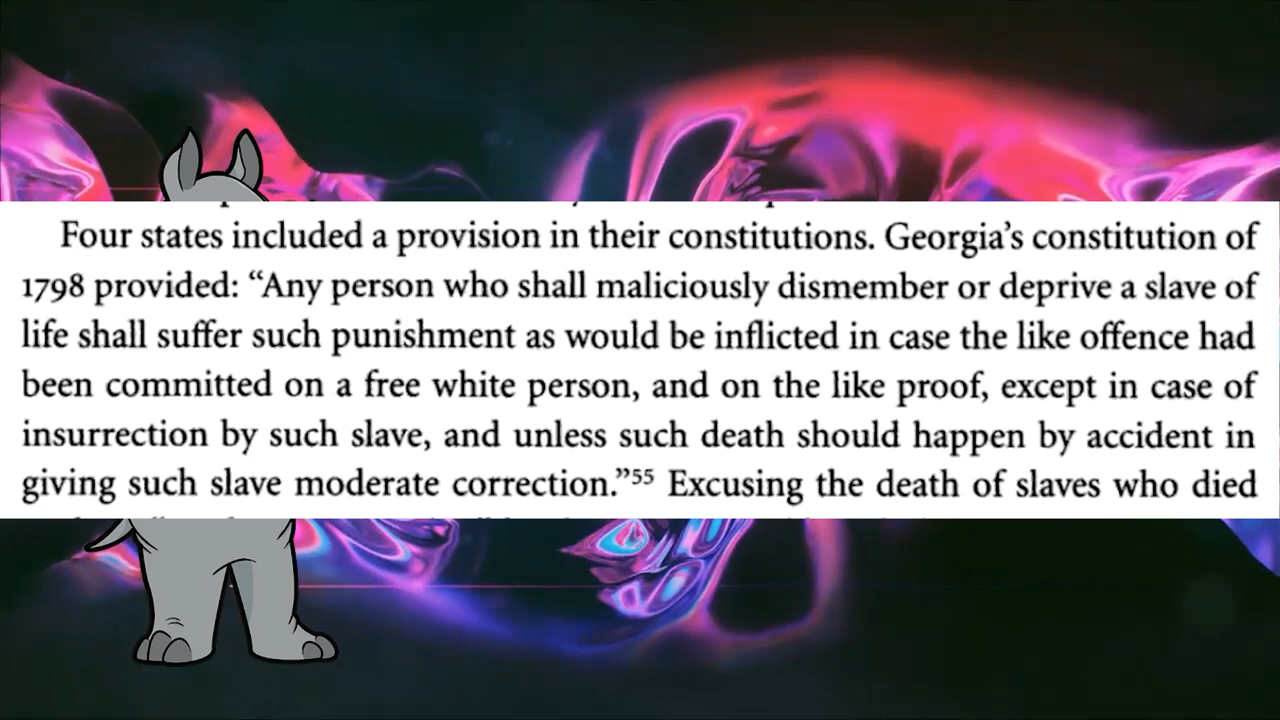 Four states included a provision in their constitutions. Georgia’s constitution of
1798 provided: “Any person who shall maliciously dismember or deprive a slave of
life shall suffer such punishment as would be inflicted in case the like offence had
been committed on a free white person, and on the like proof, except in case of
insurrection by such slave, and unless such death should happen by accident in
giving such slave moderate correction.”55 Excusing the death of slaves who died